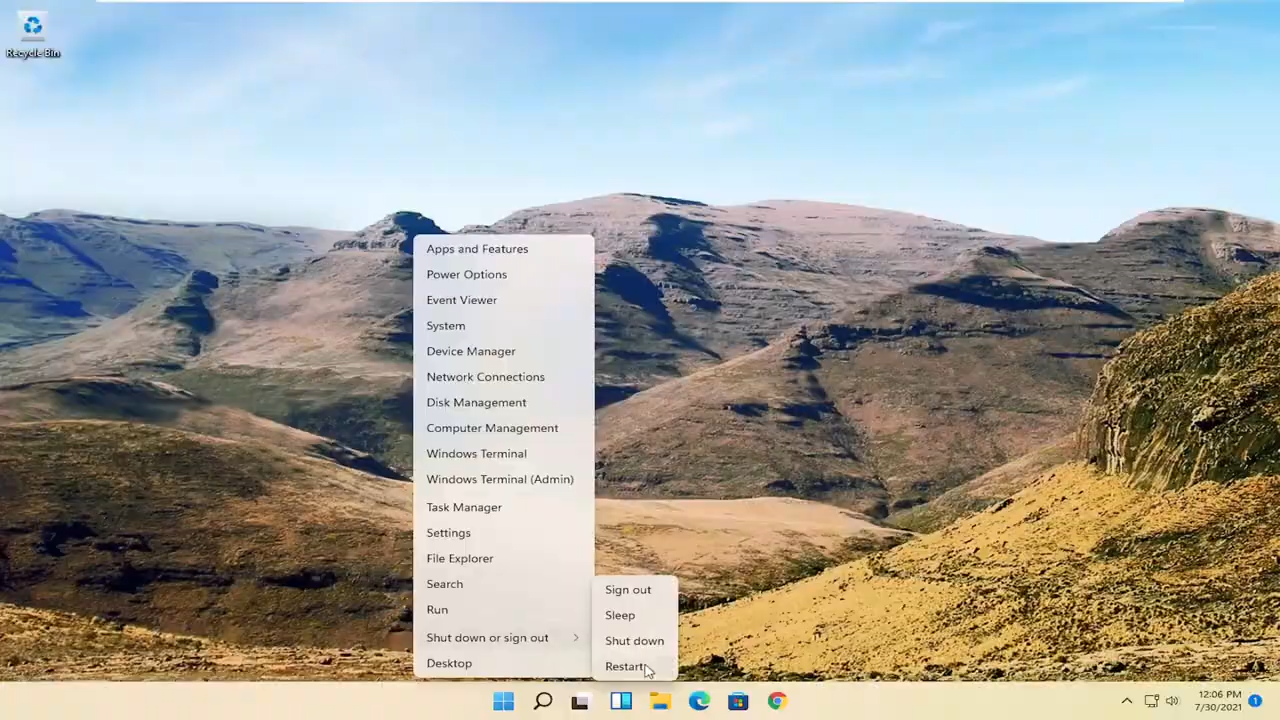 Recycle Bin
Apps and Features
Power Options
Event Viewer
System
Device Manager
Network Connections
Disk Management
Computer Management
Windows Terminal
Windows Terminal (Admin)
Task Manager
Settings
File Explorer
Search
Run
Shut down or sign out
Desktop
Sign out
Sleep
Shut down
Restart
12:06 PM
7/30/2021
1